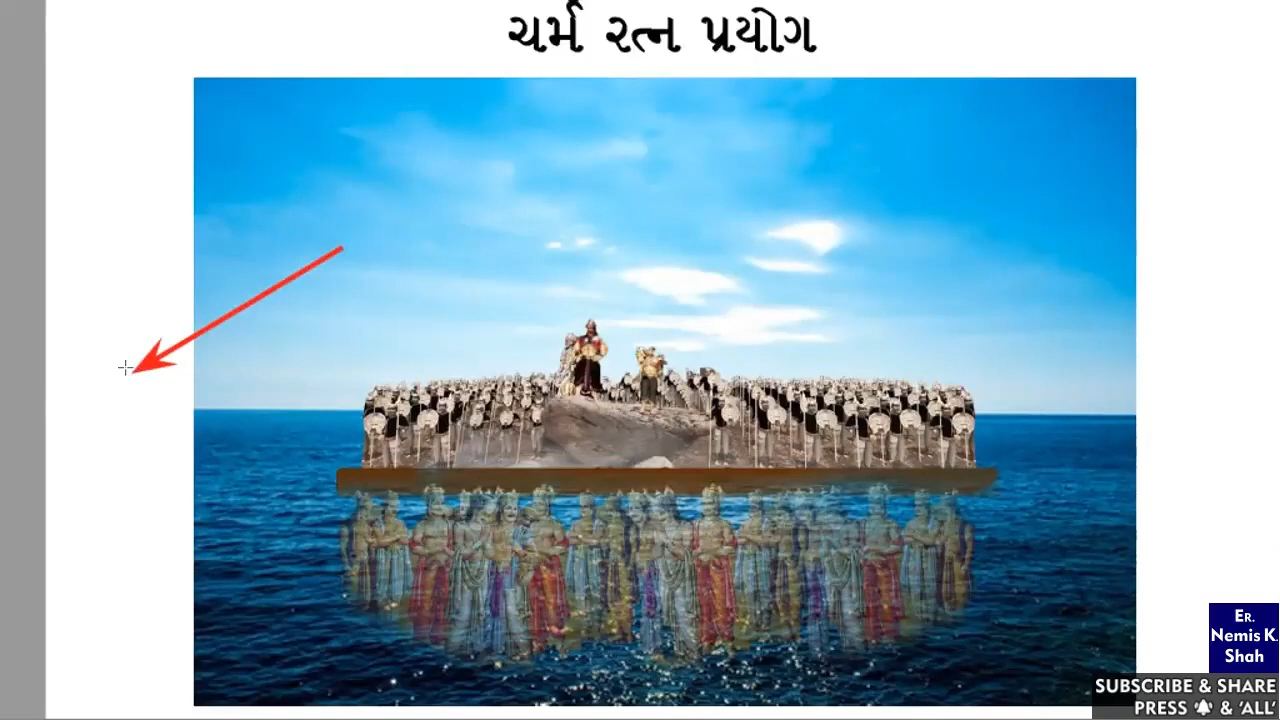 ચર્મ રત્ન પ્રયોગ
ER.
Nemis K.
Shah
SUBSCRIBE & SHARE
PRESS 🔔 & 'ALL'